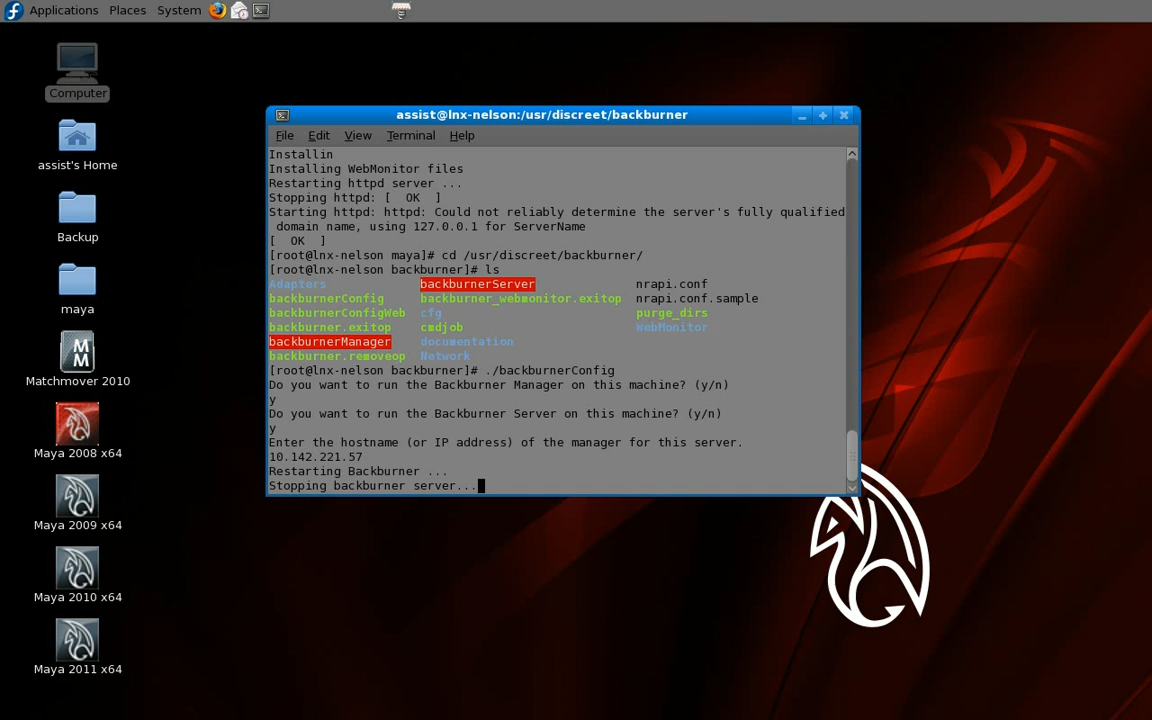 Applications Places System
Computer
assist's Home
Backup
maya
MM
Matchmover 2010
Maya 2008 x64
Maya 2009 x64
Maya 2010 x64
Maya 2011 x64
assist@lnx-nelson:/usr/discreet/backburner
File Edit View Terminal Help
Installin
Installing WebMonitor files
Restarting httpd server ...
Stopping httpd: [  OK  ]
Starting httpd: httpd: Could not reliably determine the server's fully qualified
 domain name, using 127.0.0.1 for ServerName
[  OK  ]
[root@lnx-nelson maya]# cd /usr/discreet/backburner/
[root@lnx-nelson backburner]# ls
Adapters backburnerServer nrapi.conf
backburnerConfig backburner_webmonitor.exitop nrapi.conf.sample
backburnerConfigWeb cfg purge_dirs
backburner.exitop cmdjob WebMonitor
backburnerManager documentation
backburner.removeop Network
[root@lnx-nelson backburner]# ./backburnerConfig
Do you want to run the Backburner Manager on this machine? (y/n)
y
Do you want to run the Backburner Server on this machine? (y/n)
y
Enter the hostname (or IP address) of the manager for this server.
10.142.221.57
Restarting Backburner ...
Stopping backburner server...